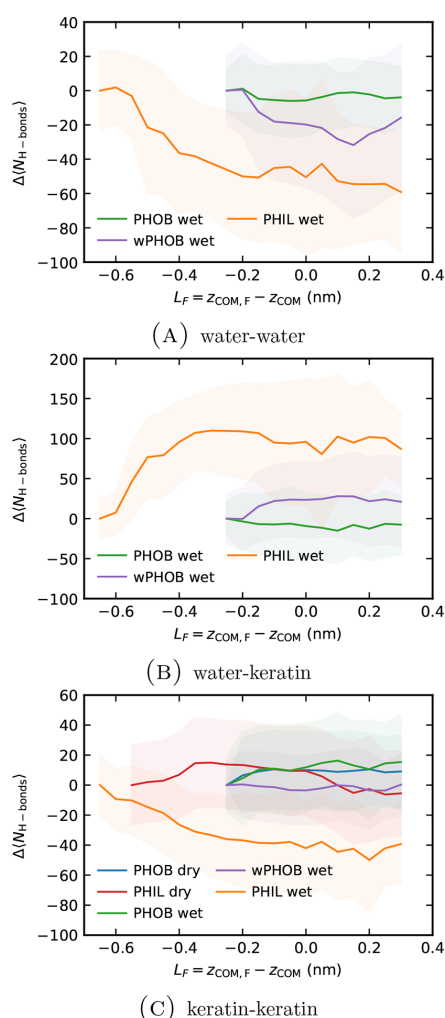 40
20
0
−20
−40
−60
−80
−100
Δ⟨N_H−bonds⟩
PHOB wet
PHIL wet
wPHOB wet
−0.6 −0.4 −0.2 0.0 0.2 0.4
L_F = z_COM, F − z_COM (nm)
(A) water-water
200
150
100
50
0
−50
−100
Δ⟨N_H−bonds⟩
PHOB wet
PHIL wet
wPHOB wet
−0.6 −0.4 −0.2 0.0 0.2 0.4
L_F = z_COM, F − z_COM (nm)
(B) water-keratin
60
40
20
0
−20
−40
−60
−80
−100
Δ⟨N_H−bonds⟩
PHOB dry
wPHOB wet
PHIL dry
PHIL wet
PHOB wet
−0.6 −0.4 −0.2 0.0 0.2 0.4
L_F = z_COM, F − z_COM (nm)
(C) keratin-keratin